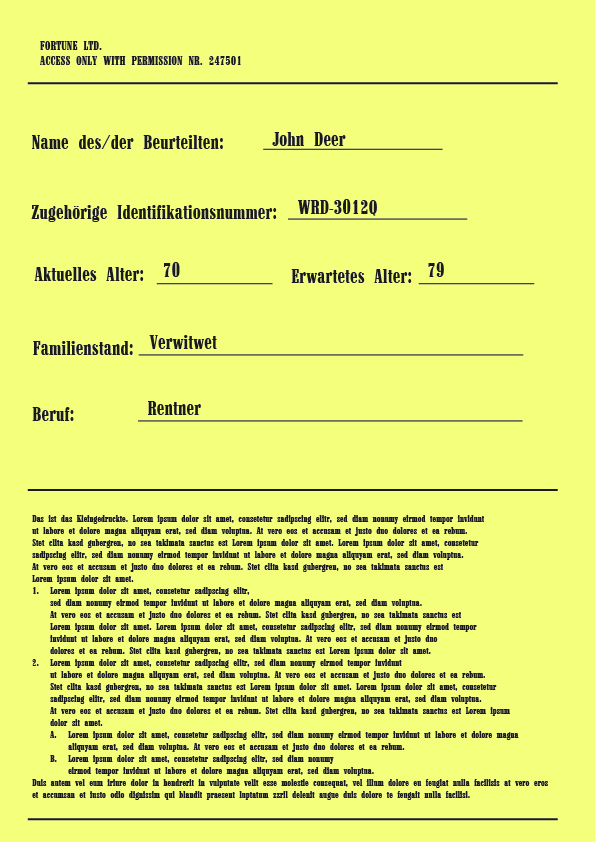 FORTUNE LTD.
ACCESS ONLY WITH PERMISSION NR. 247501
Name des/der Beurteilten: John Deer
Zugehörige Identifikationsnummer: WRD-3012Q
Aktuelles Alter: 70 Erwartetes Alter: 79
Familienstand: Verwitwet
Beruf: Rentner
Das ist das Kleingedruckte. Lorem ipsum dolor sit amet, consetetur sadipscing elitr, sed diam nonumy eirmod tempor invidunt
ut labore et dolore magna aliquyam erat, sed diam voluptua. At vero eos et accusam et justo duo dolores et ea rebum.
Stet clita kasd gubergren, no sea takimata sanctus est Lorem ipsum dolor sit amet. Lorem ipsum dolor sit amet, consetetur
sadipscing elitr, sed diam nonumy eirmod tempor invidunt ut labore et dolore magna aliquyam erat, sed diam voluptua.
At vero eos et accusam et justo duo dolores et ea rebum. Stet clita kasd gubergren, no sea takimata sanctus est
Lorem ipsum dolor sit amet.
1. Lorem ipsum dolor sit amet, consetetur sadipscing elitr,
sed diam nonumy eirmod tempor invidunt ut labore et dolore magna aliquyam erat, sed diam voluptua.
At vero eos et accusam et justo duo dolores et ea rebum. Stet clita kasd gubergren, no sea takimata sanctus est
Lorem ipsum dolor sit amet. Lorem ipsum dolor sit amet, consetetur sadipscing elitr, sed diam nonumy eirmod tempor
invidunt ut labore et dolore magna aliquyam erat, sed diam voluptua. At vero eos et accusam et justo duo
dolores et ea rebum. Stet clita kasd gubergren, no sea takimata sanctus est Lorem ipsum dolor sit amet.
2. Lorem ipsum dolor sit amet, consetetur sadipscing elitr, sed diam nonumy eirmod tempor invidunt
ut labore et dolore magna aliquyam erat, sed diam voluptua. At vero eos et accusam et justo duo dolores et ea rebum.
Stet clita kasd gubergren, no sea takimata sanctus est Lorem ipsum dolor sit amet. Lorem ipsum dolor sit amet, consetetur
sadipscing elitr, sed diam nonumy eirmod tempor invidunt ut labore et dolore magna aliquyam erat, sed diam voluptua.
At vero eos et accusam et justo duo dolores et ea rebum. Stet clita kasd gubergren, no sea takimata sanctus est Lorem ipsum
dolor sit amet.
A. Lorem ipsum dolor sit amet, consetetur sadipscing elitr, sed diam nonumy eirmod tempor invidunt ut labore et dolore magna
aliquyam erat, sed diam voluptua. At vero eos et accusam et justo duo dolores et ea rebum.
B. Lorem ipsum dolor sit amet, consetetur sadipscing elitr, sed diam nonumy
eirmod tempor invidunt ut labore et dolore magna aliquyam erat, sed diam voluptua.
Duis autem vel eum iriure dolor in hendrerit in vulputate velit esse molestie consequat, vel illum dolore eu feugiat nulla facilisis at vero eros
et accumsan et iusto odio dignissim qui blandit praesent luptatum zzril delenit augue duis dolore te feugait nulla facilisi.